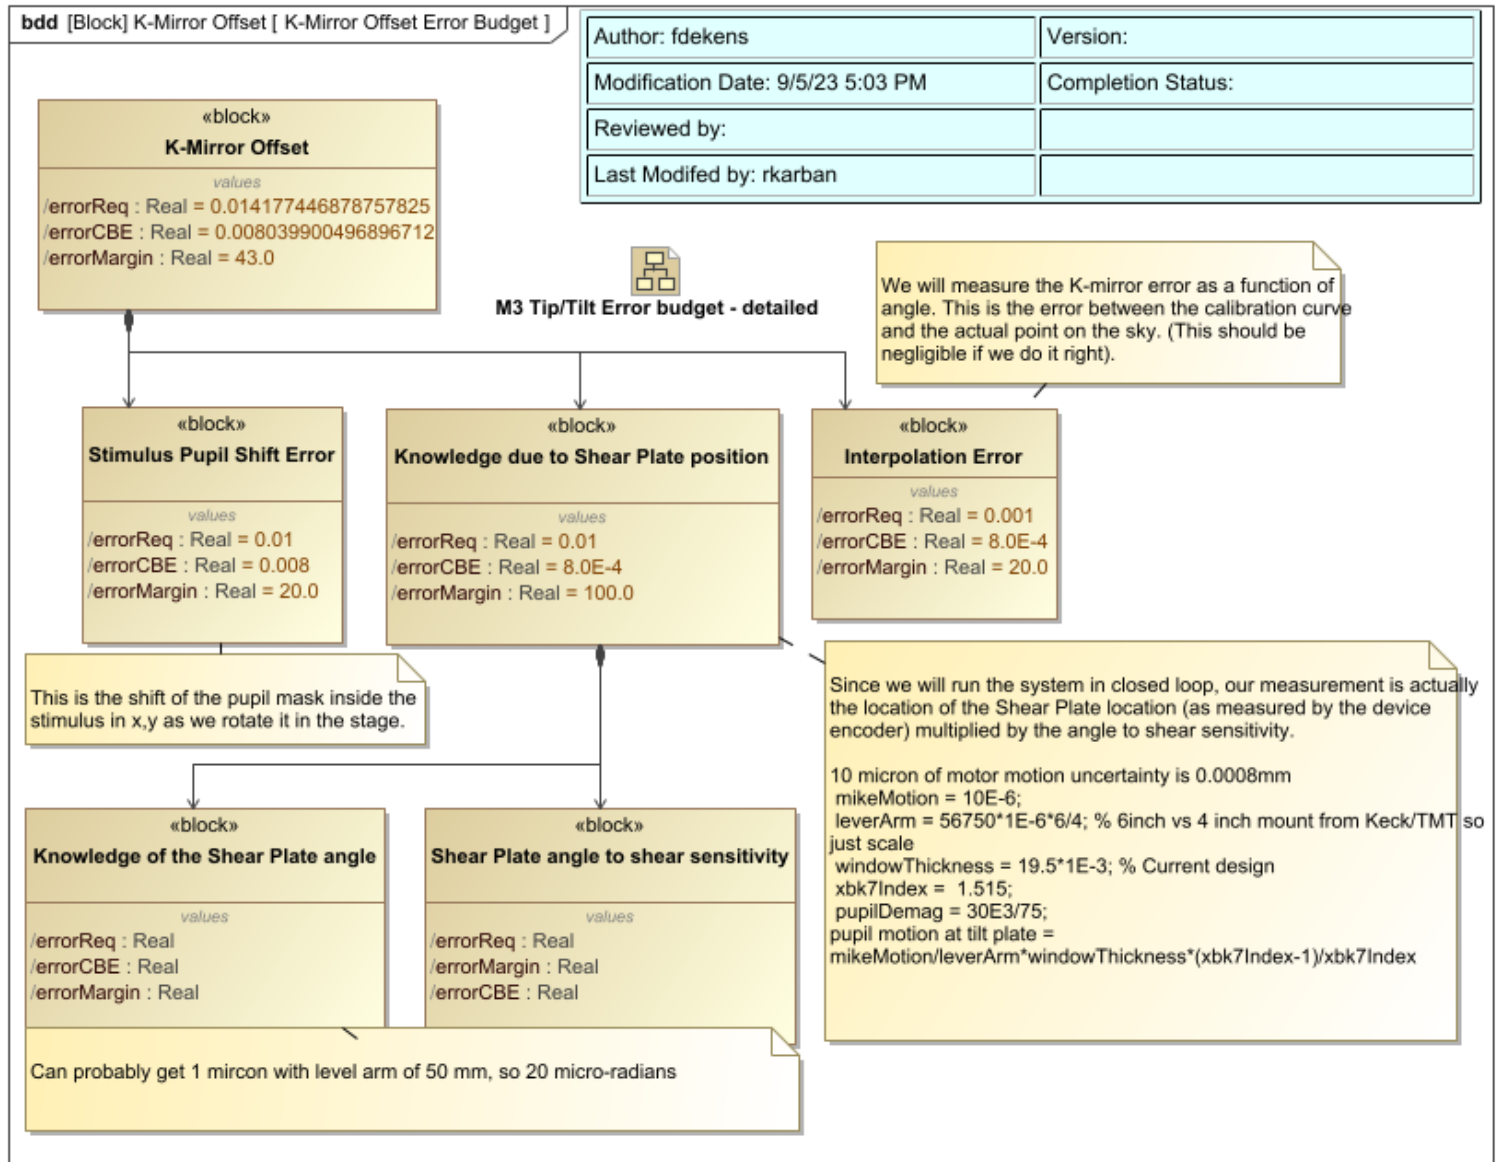 bdd [Block] K-Mirror Offset [ K-Mirror Offset Error Budget ]
Author: fdekens
Version:
Modification Date: 9/5/23 5:03 PM
Completion Status:
Reviewed by:
Last Modifed by: rkarban
«block»
K-Mirror Offset
values
/errorReq : Real = 0.014177446878757825
/errorCBE : Real = 0.008039900496896712
/errorMargin : Real = 43.0
M3 Tip/Tilt Error budget - detailed
We will measure the K-mirror error as a function of
angle. This is the error between the calibration curve
and the actual point on the sky. (This should be
negligible if we do it right).
«block»
Stimulus Pupil Shift Error
values
/errorReq : Real = 0.01
/errorCBE : Real = 0.008
/errorMargin : Real = 20.0
«block»
Knowledge due to Shear Plate position
values
/errorReq : Real = 0.01
/errorCBE : Real = 8.0E-4
/errorMargin : Real = 100.0
«block»
Interpolation Error
values
/errorReq : Real = 0.001
/errorCBE : Real = 8.0E-4
/errorMargin : Real = 20.0
This is the shift of the pupil mask inside the
stimulus in x,y as we rotate it in the stage.
Since we will run the system in closed loop, our measurement is actually
the location of the Shear Plate location (as measured by the device
encoder) multiplied by the angle to shear sensitivity.
10 micron of motor motion uncertainty is 0.0008mm
mikeMotion = 10E-6;
leverArm = 56750*1E-6*6/4; % 6inch vs 4 inch mount from Keck/TMT so
just scale
windowThickness = 19.5*1E-3; % Current design
xbk7Index = 1.515;
pupilDemag = 30E3/75;
pupil motion at tilt plate =
mikeMotion/leverArm*windowThickness*(xbk7Index-1)/xbk7Index
«block»
Knowledge of the Shear Plate angle
values
/errorReq : Real
/errorCBE : Real
/errorMargin : Real
«block»
Shear Plate angle to shear sensitivity
values
/errorReq : Real
/errorMargin : Real
/errorCBE : Real
Can probably get 1 mircon with level arm of 50 mm, so 20 micro-radians